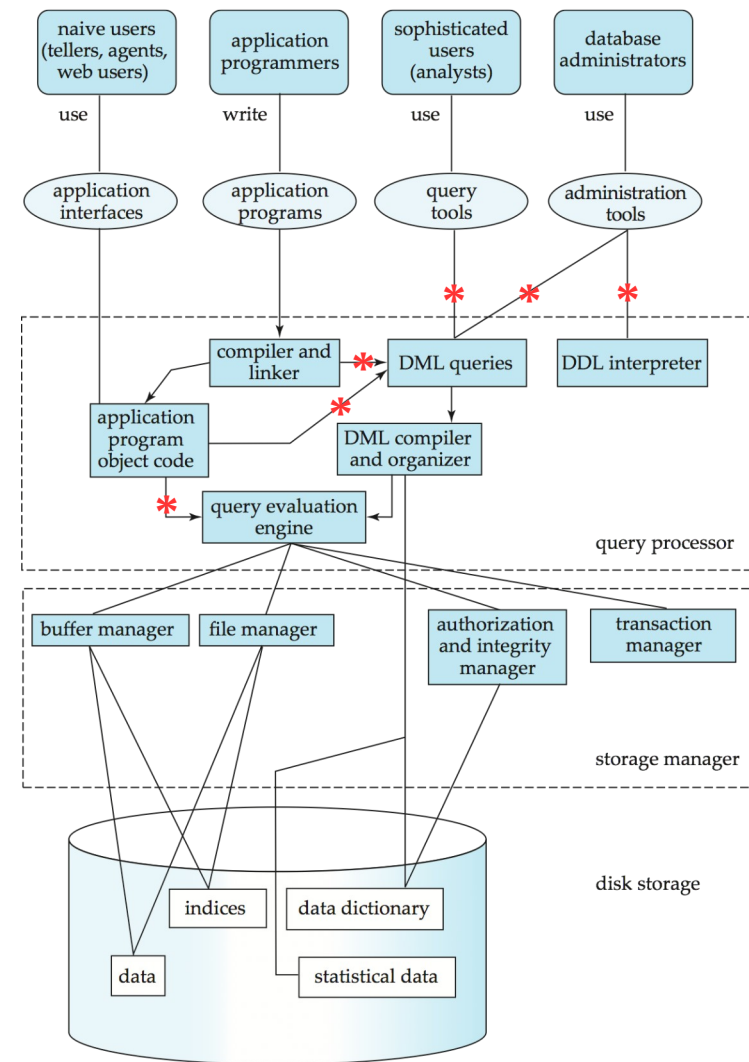 naive users
(tellers, agents,
web users)
application
programmers
sophisticated
users
(analysts)
database
administrators
use
write
use
use
application
interfaces
application
programs
query
tools
administration
tools
*
*
*
compiler and
linker
*
DML queries
DDL interpreter
*
application
program
object code
DML compiler
and organizer
*
query evaluation
engine
query processor
buffer manager
file manager
authorization
and integrity
manager
transaction
manager
storage manager
disk storage
indices
data dictionary
data
statistical data